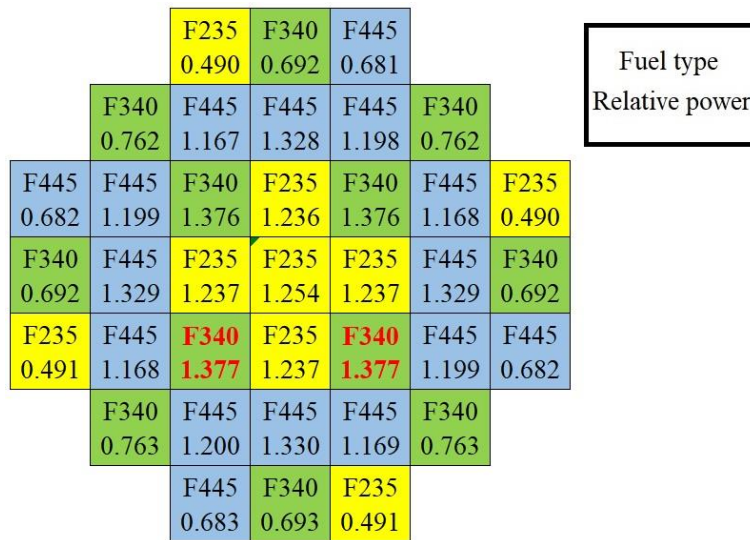 F235 F340 F445
0.490 0.692 0.681
Fuel type
Relative power
F340 F445 F445 F445 F340
0.762 1.167 1.328 1.198 0.762
F445 F445 F340 F235 F340 F445 F235
0.682 1.199 1.376 1.236 1.376 1.168 0.490
F340 F445 F235 F235 F235 F445 F340
0.692 1.329 1.237 1.254 1.237 1.329 0.692
F235 F445 F340 F235 F340 F445 F445
0.491 1.168 1.377 1.237 1.377 1.199 0.682
F340 F445 F445 F445 F340
0.763 1.200 1.330 1.169 0.763
F445 F340 F235
0.683 0.693 0.491